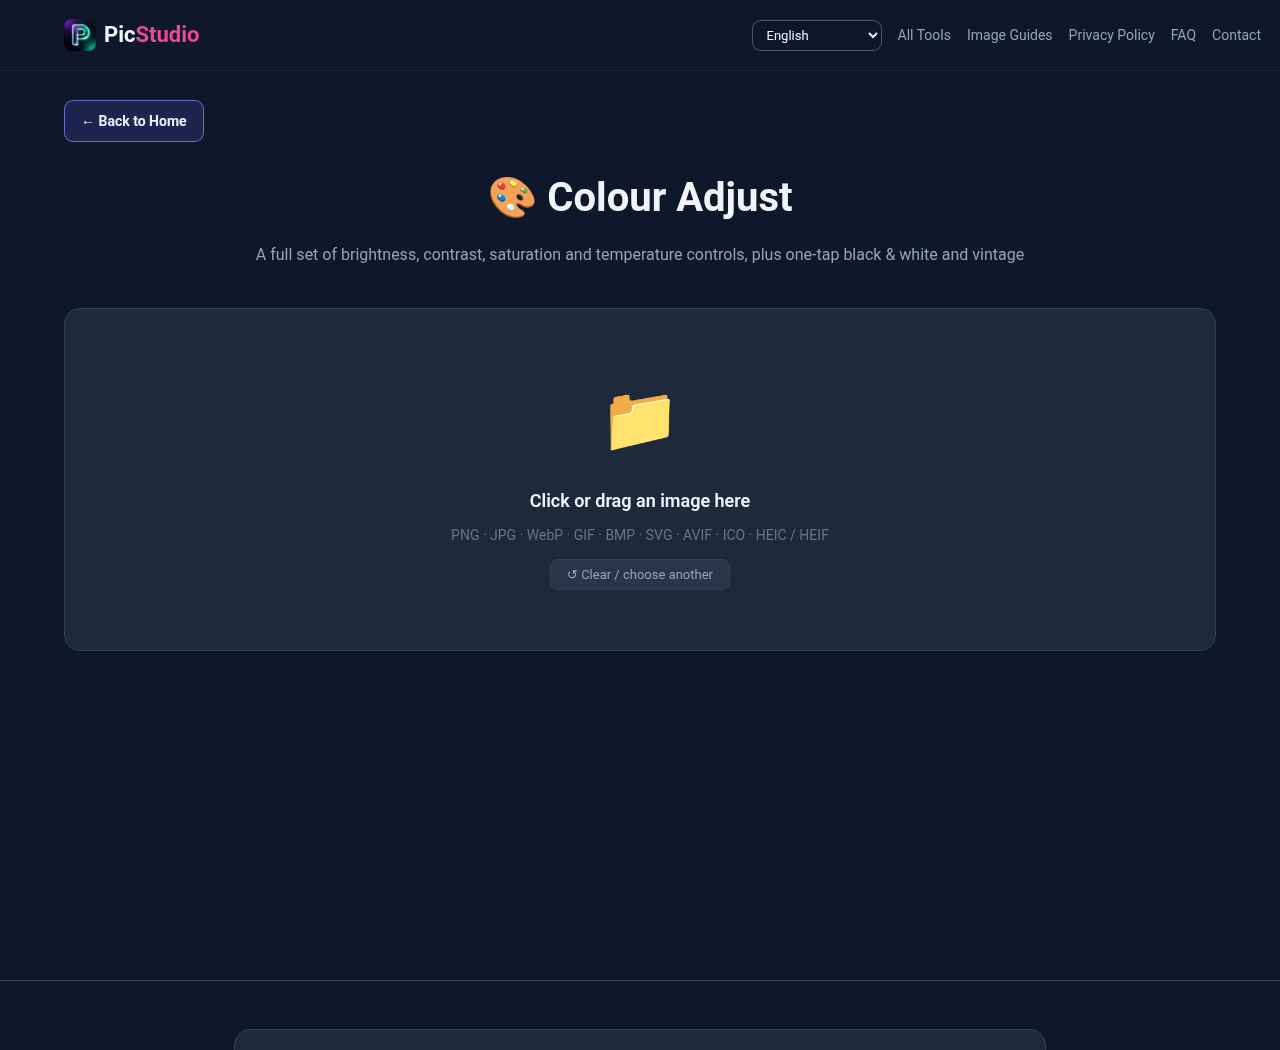 PicStudio
English
All Tools
Image Guides
Privacy Policy
FAQ
Contact
← Back to Home
🎨 Colour Adjust
A full set of brightness, contrast, saturation and temperature controls, plus one-tap black & white and vintage
Click or drag an image here
PNG · JPG · WebP · GIF · BMP · SVG · AVIF · ICO · HEIC / HEIF
↺ Clear / choose another